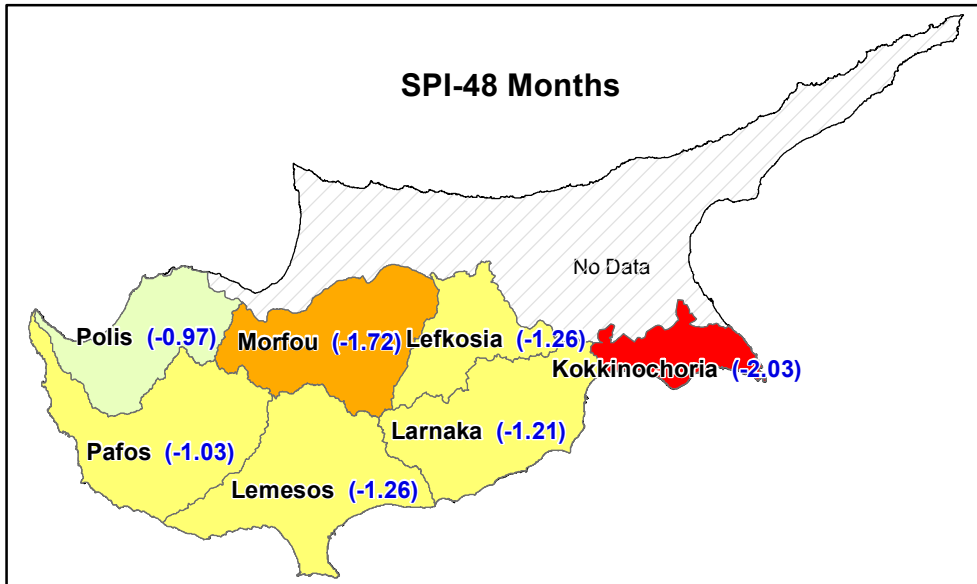 SPI-48 Months
No Data
Polis (-0.97)
Morfou (-1.72)
Lefkosia (-1.26)
Kokkinochoria (-2.03)
Pafos (-1.03)
Larnaka (-1.21)
Lemesos (-1.26)